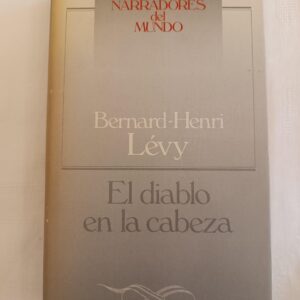 NARRADORES
del
MUNDO
Bernard-Henri
Lévy
El diablo
en la cabeza